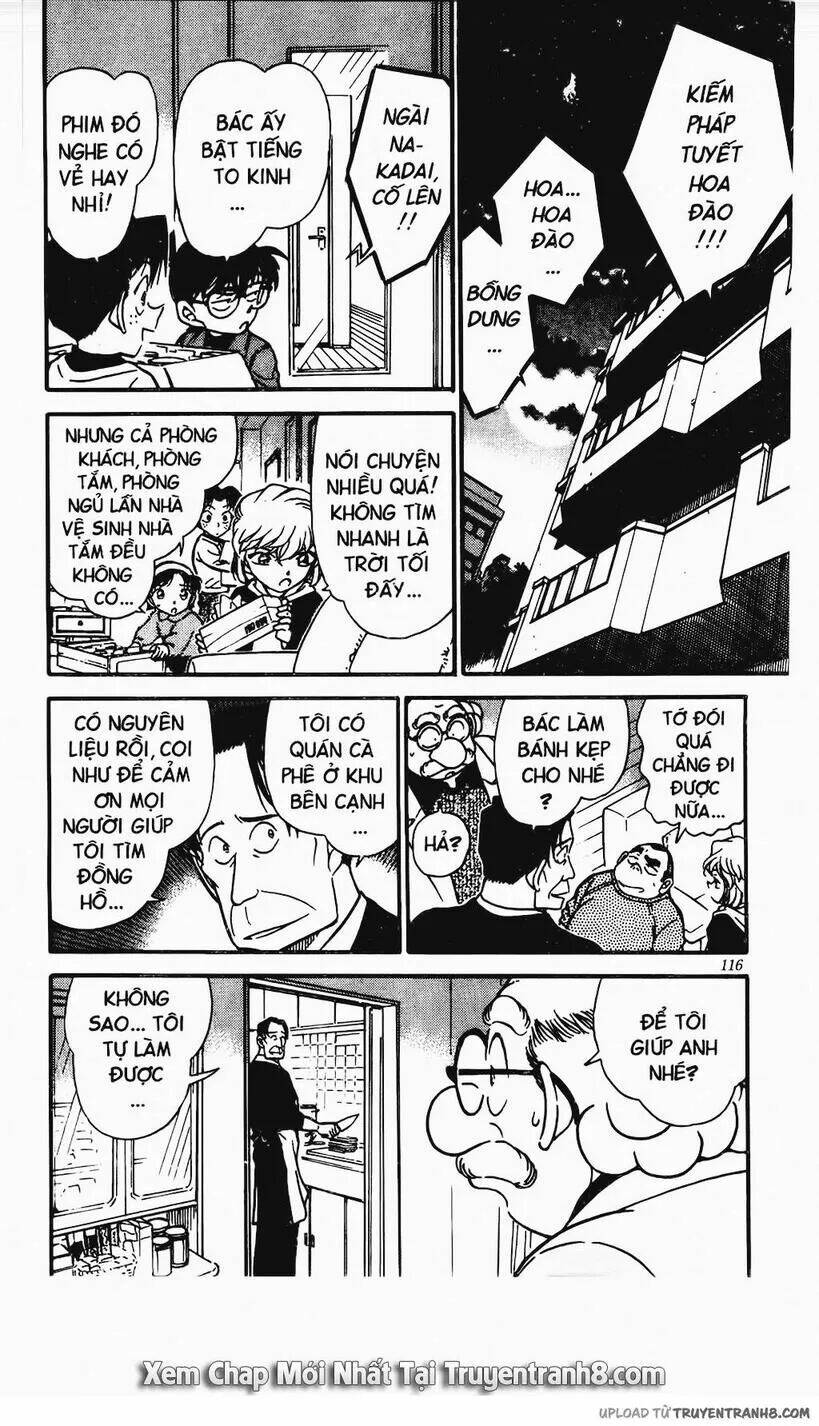 KIẾM
PHÁP
TUYẾT
HOA
ĐÀO
!!!
HOA...
HOA
ĐÀO
...
BỒNG
DƯNG
...
NGÀI
NA-
KADAI,
CỐ LÊN
!!
BÁC ẤY
BẬT TIẾNG
TO KINH
...
PHIM ĐÓ
NGHE CÓ
VẺ HAY
NHỈ!
NÓI CHUYỆN
NHIỀU QUÁ!
KHÔNG TÌM
NHANH LÀ
TRỜI TỐI
ĐẤY...
NHƯNG CẢ PHÒNG
KHÁCH, PHÒNG
TẮM, PHÒNG
NGỦ LẪN NHÀ
VỆ SINH NHÀ
TẮM ĐỀU
KHÔNG
CÓ...
TỚ ĐÓI
QUÁ
CHẲNG ĐI
ĐƯỢC
NỮA...
BÁC LÀM
BÁNH KẸP
CHO NHÉ
?
HẢ?
TÔI CÓ
QUÁN CÀ
PHÊ Ở KHU
BÊN CẠNH
...
CÓ NGUYÊN
LIỆU RỒI, COI
NHƯ ĐỂ CẢM
ƠN MỌI
NGƯỜI GIÚP
TÔI TÌM
ĐỒNG
HỒ...
116
ĐỂ TÔI
GIÚP ANH
NHÉ?
KHÔNG
SAO... TÔI
TỰ LÀM
ĐƯỢC
...
Xem Chap Mới Nhất Tại Truyentranh8.com
UPLOAD TỪ TRUYENTRANH8.COM